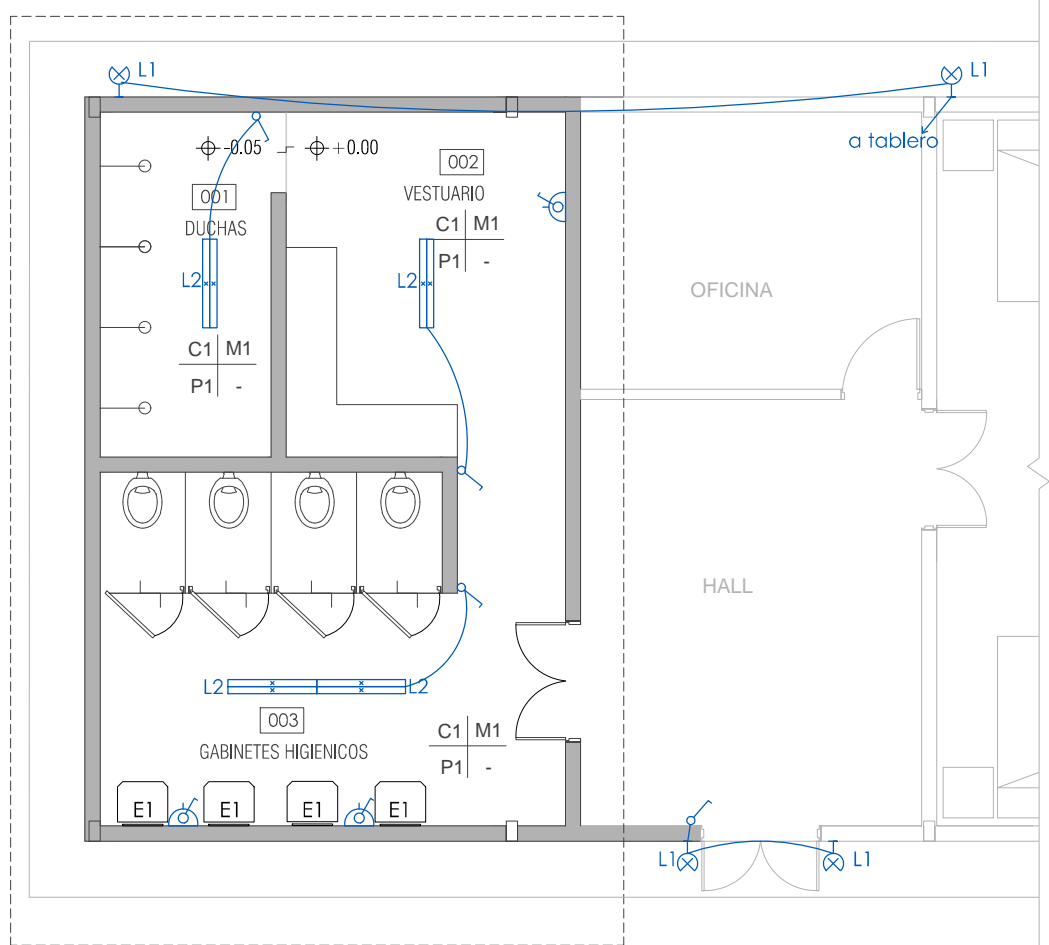 L1
L1
a tablero
-0.05
+0.00
002
VESTUARIO
001
DUCHAS
C1 M1
P1 -
L2
L2
OFICINA
C1 M1
P1 -
HALL
L2
L2
003
GABINETES HIGIENICOS
C1 M1
P1 -
E1
E1
E1
E1
L1
L1